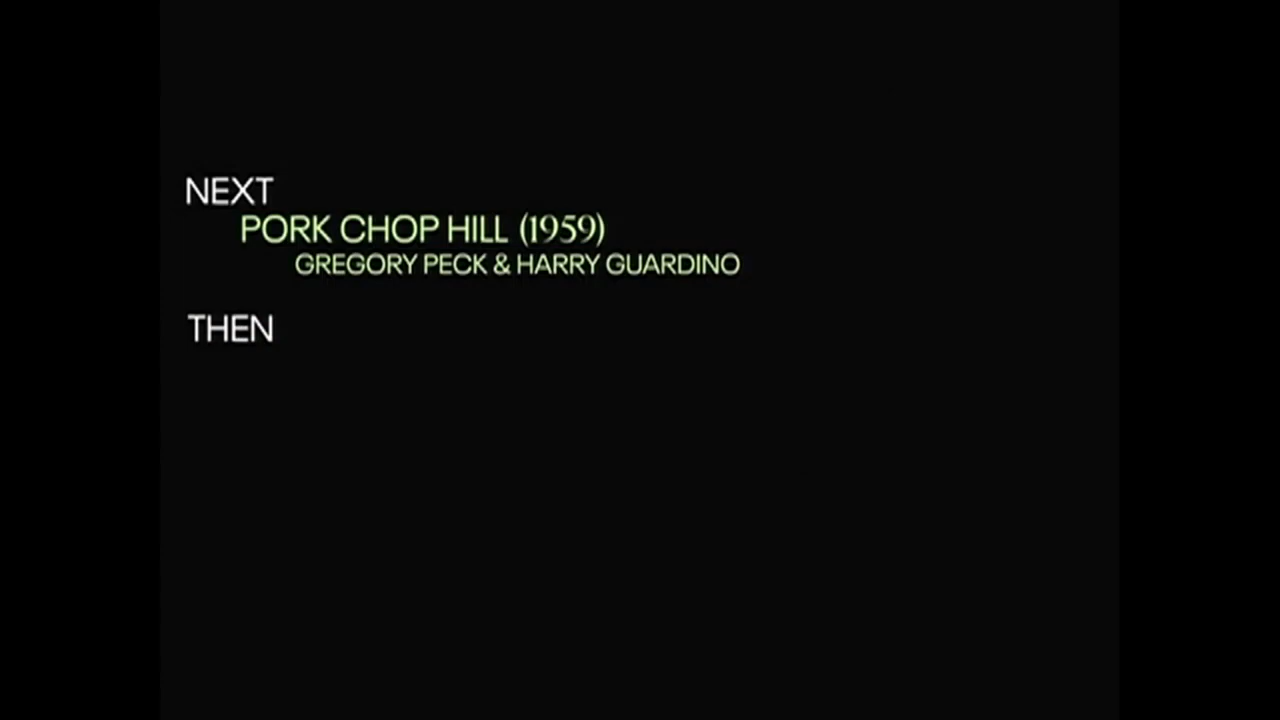 NEXT
PORK CHOP HILL (1959)
GREGORY PECK & HARRY GUARDINO
THEN